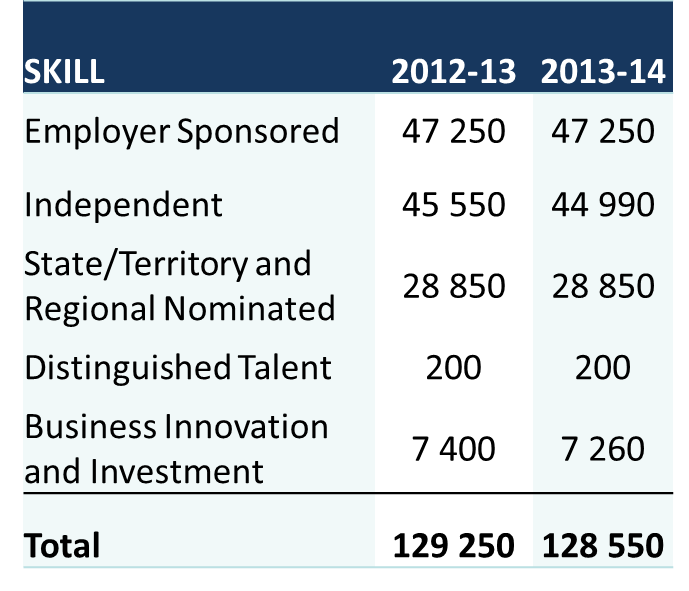 SKILL 2012-13 2013-14
Employer Sponsored 47 250 47 250
Independent 45 550 44 990
State/Territory and
Regional Nominated 28 850 28 850
Distinguished Talent 200 200
Business Innovation
and Investment 7 400 7 260
Total 129 250 128 550